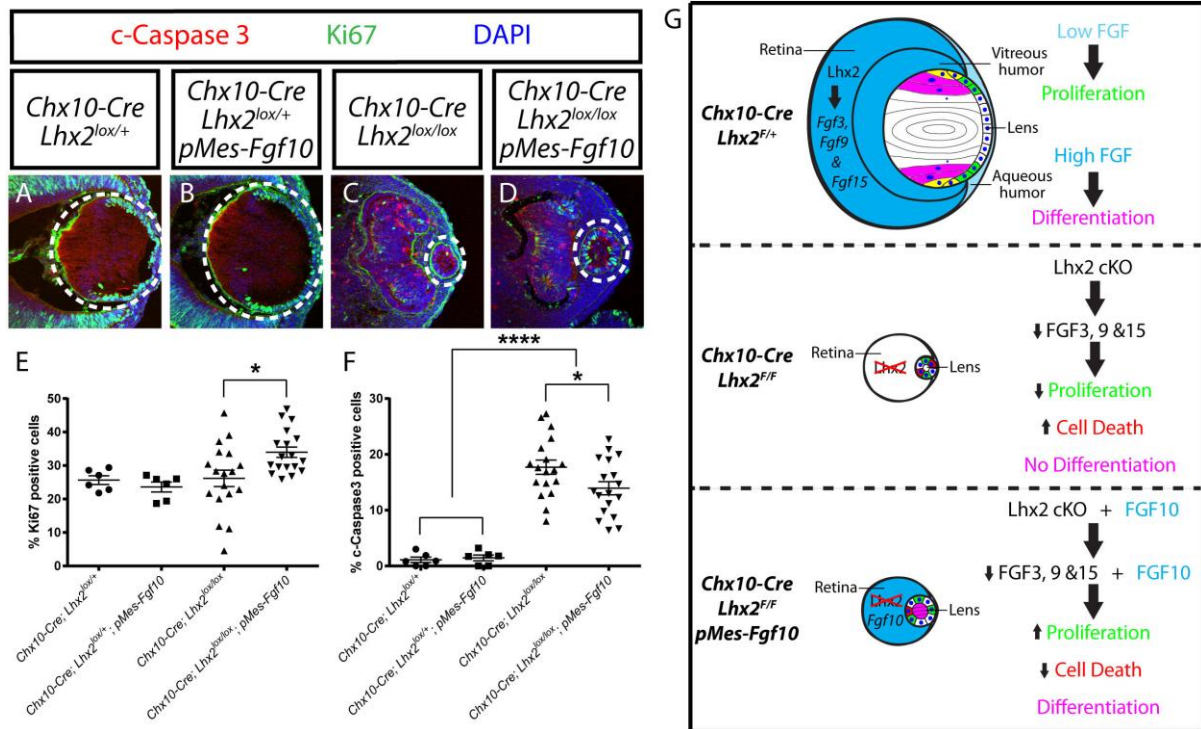 c-Caspase 3 Ki67 DAPI
Chx10-Cre
Lhx2lox/+
Chx10-Cre
Lhx2lox/+
pMes-Fgf10
Chx10-Cre
Lhx2lox/lox
Chx10-Cre
Lhx2lox/lox
pMes-Fgf10
A
B
C
D
E
% Ki67 positive cells
50
40
30
20
10
0
*
Chx10-Cre; Lhx2lox/+
Chx10-Cre; Lhx2lox/+; pMes-Fgf10
Chx10-Cre; Lhx2lox/lox
Chx10-Cre; Lhx2lox/lox; pMes-Fgf10
F
% c-Caspase3 positive cells
30
20
10
0
****
*
Chx10-Cre; Lhx2lox/+
Chx10-Cre; Lhx2lox/+; pMes-Fgf10
Chx10-Cre; Lhx2lox/lox
Chx10-Cre; Lhx2lox/lox; pMes-Fgf10
G
Chx10-Cre
Lhx2F/+
Retina
Lhx2
Fgf3,
Fgf9
&
Fgf15
Vitreous
humor
Lens
Aqueous
humor
Low FGF
Proliferation
High FGF
Differentiation
Chx10-Cre
Lhx2F/F
Retina
Lhx2
Lens
Lhx2 cKO
FGF3, 9 &15
Proliferation
Cell Death
No Differentiation
Chx10-Cre
Lhx2F/F
pMes-Fgf10
Retina
Lhx2
Fgf10
Lens
Lhx2 cKO + FGF10
FGF3, 9 &15 + FGF10
Proliferation
Cell Death
Differentiation